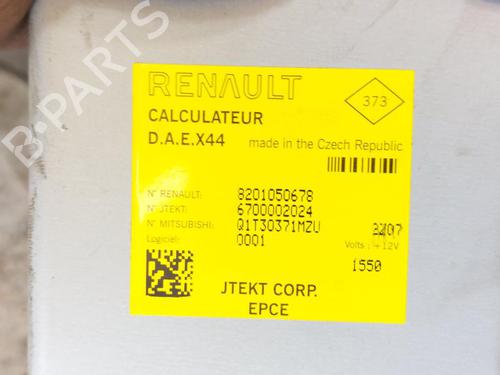 RENAULT
373
CALCULATEUR
D.A.E.X44
made in the Czech Republic
N° RENAULT: 8201050678
N° JTEKT: 6700002024
N° MITSUBISHI: Q1T30371MZU
Logiciel: 0001
Volts : +12V
1550
JTEKT CORP.
EPCE
B-PARTS